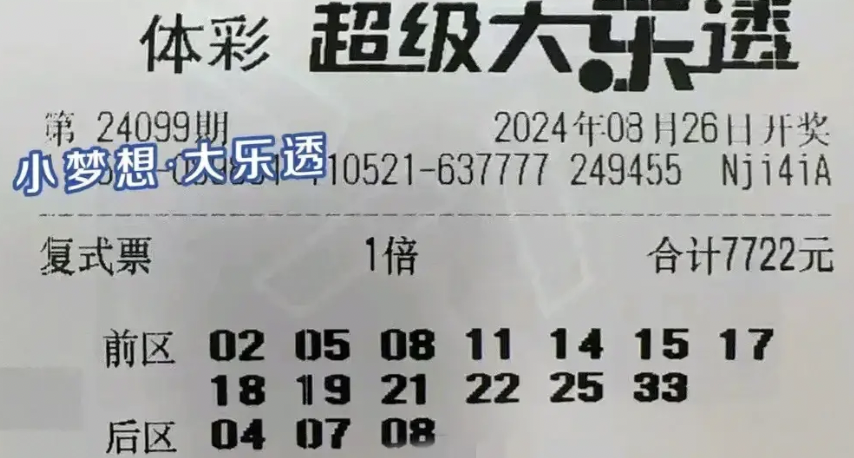 体彩 超级大乐透
第 24099期 2024年08月26日开奖
小梦想·大乐透
110521-637777 249455 Nji4iA
复式票 1倍 合计7722元
前区 02 05 08 11 14 15 17
18 19 21 22 25 33
后区 04 07 08